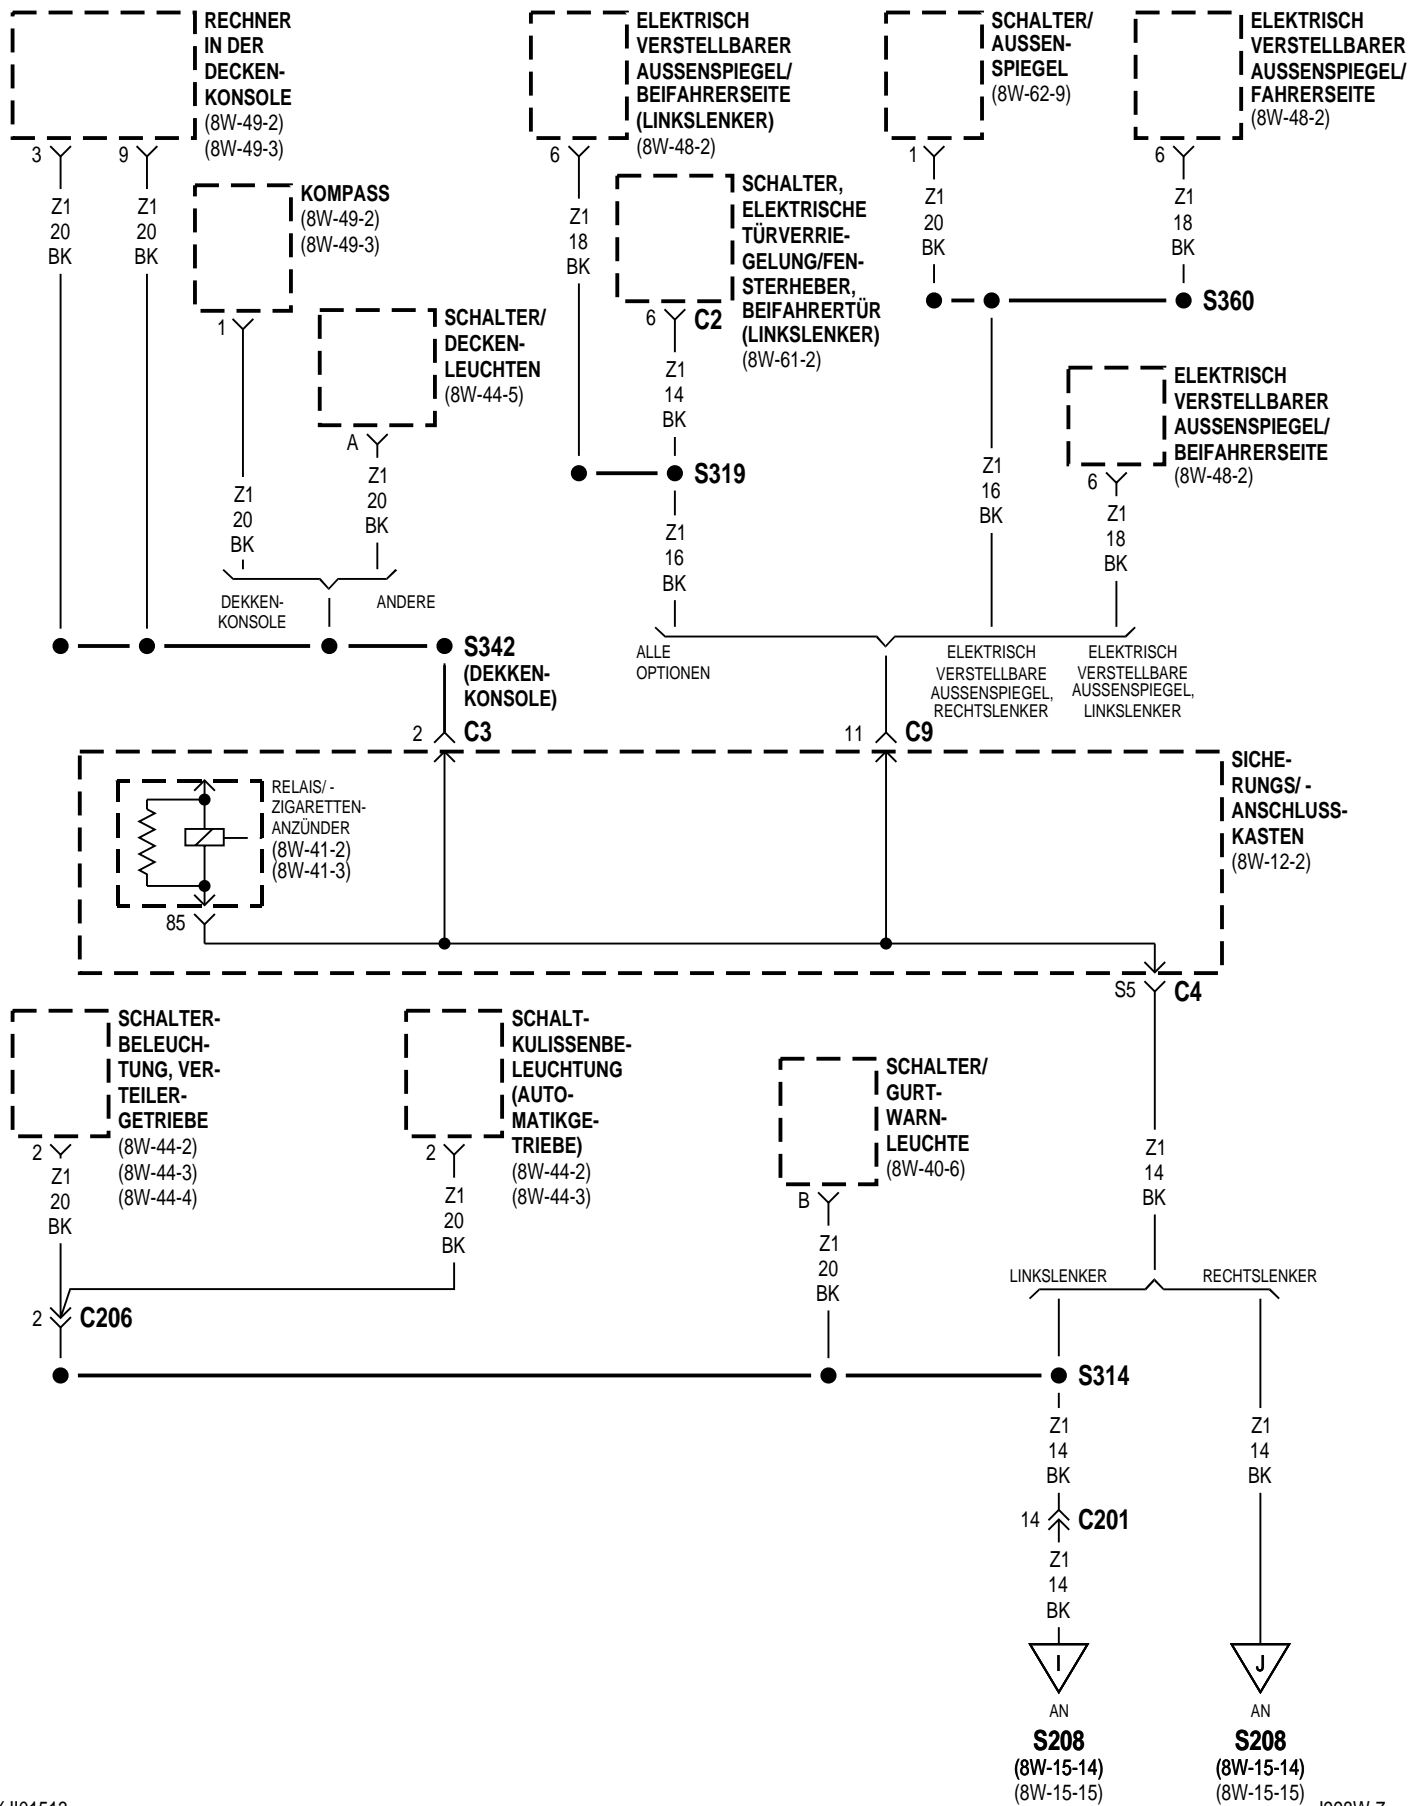 RECHNER
IN DER
DECKEN-
KONSOLE
(8W-49-2)
(8W-49-3)
3
9
Z1
20
BK
Z1
20
BK
KOMPASS
(8W-49-2)
(8W-49-3)
1
Z1
20
BK
SCHALTER/
DECKEN-
LEUCHTEN
(8W-44-5)
A
Z1
20
BK
DEKKEN-
KONSOLE
ANDERE
S342
(DEKKEN-
KONSOLE)
2
C3
ELEKTRISCH
VERSTELLBARER
AUSSENSPIEGEL/
BEIFAHRERSEITE
(LINKSLENKER)
(8W-48-2)
6
Z1
18
BK
SCHALTER,
ELEKTRISCHE
TÜRVERRIE-
GELUNG/FEN-
STERHEBER,
BEIFAHRERTÜR
(LINKSLENKER)
(8W-61-2)
6
C2
Z1
14
BK
S319
Z1
16
BK
SCHALTER/
AUSSEN-
SPIEGEL
(8W-62-9)
1
Z1
20
BK
ELEKTRISCH
VERSTELLBARER
AUSSENSPIEGEL/
FAHRERSEITE
(8W-48-2)
6
Z1
18
BK
S360
Z1
16
BK
ELEKTRISCH
VERSTELLBARER
AUSSENSPIEGEL/
BEIFAHRERSEITE
(8W-48-2)
6
Z1
18
BK
ALLE
OPTIONEN
ELEKTRISCH
VERSTELLBARE
AUSSENSPIEGEL,
RECHTSLENKER
ELEKTRISCH
VERSTELLBARE
AUSSENSPIEGEL,
LINKSLENKER
11
C9
RELAIS/ -
ZIGARETTEN-
ANZÜNDER
(8W-41-2)
(8W-41-3)
85
SICHE-
RUNGS/ -
ANSCHLUSS-
KASTEN
(8W-12-2)
S5
C4
SCHALTER-
BELEUCH-
TUNG, VER-
TEILER-
GETRIEBE
(8W-44-2)
(8W-44-3)
(8W-44-4)
2
Z1
20
BK
SCHALT-
KULISSENBE-
LEUCHTUNG
(AUTO-
MATIKGE-
TRIEBE)
(8W-44-2)
(8W-44-3)
2
Z1
20
BK
SCHALTER/
GURT-
WARN-
LEUCHTE
(8W-40-6)
B
Z1
20
BK
Z1
14
BK
LINKSLENKER
RECHTSLENKER
2
C206
S314
Z1
14
BK
Z1
14
BK
14
C201
Z1
14
BK
I
J
AN
S208
(8W-15-14)
(8W-15-15)
AN
S208
(8W-15-14)
(8W-15-15)